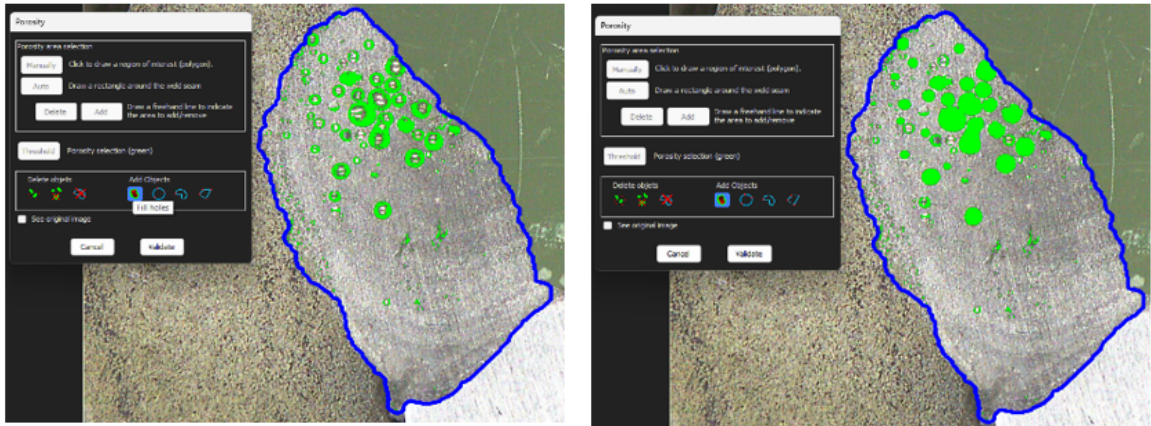 Porosity
Porosity area selection
Manually Click to draw a region of interest (polygon).
Auto Draw a rectangle around the weld seam
Delete Add Draw a freehand line to indicate
the area to add/remove
Threshold Porosity selection (green)
Delete objets Add Objects
Fill holes
See original image
Cancel Validate
Porosity
Porosity area selection
Manually Click to draw a region of interest (polygon).
Auto Draw a rectangle around the weld seam
Delete Add Draw a freehand line to indicate
the area to add/remove
Threshold Porosity selection (green)
Delete objets Add Objects
See original image
Cancel Validate